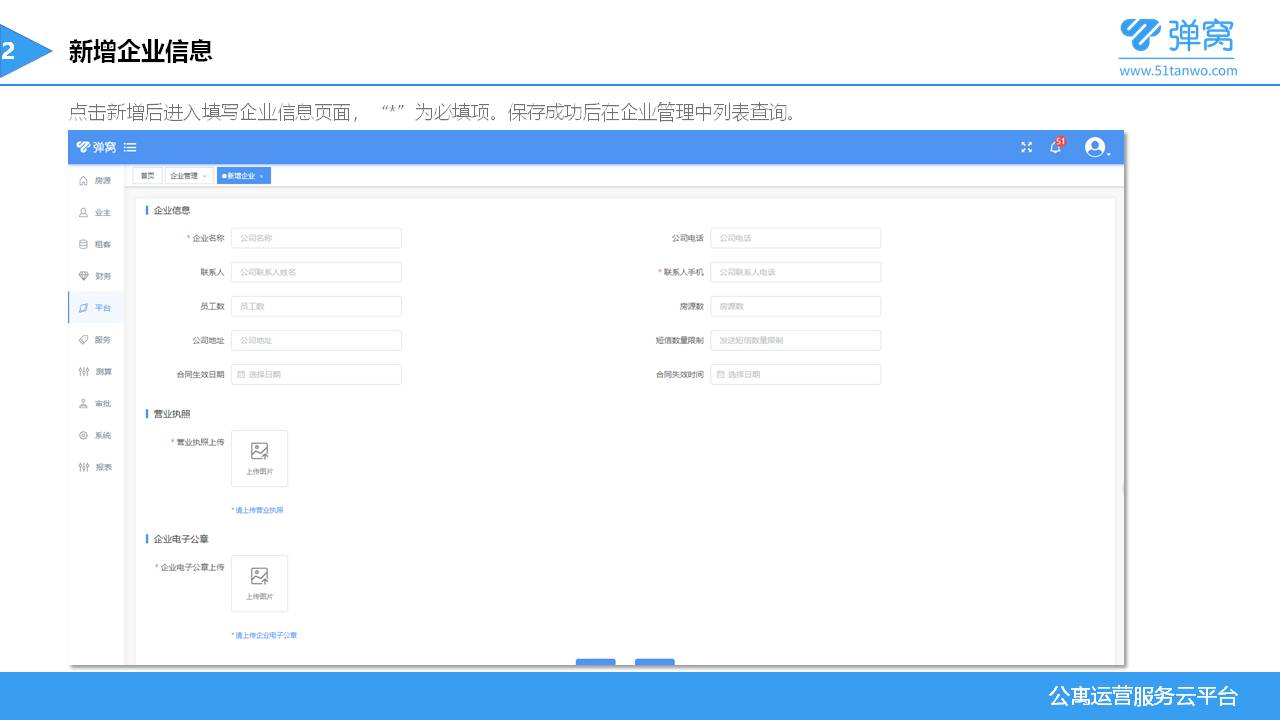 2
新增企业信息
弹窝
www.51tanwo.com
点击新增后进入填写企业信息页面，“*”为必填项。保存成功后在企业管理中列表查询。
弹窝
51
首页 企业管理 × 新增企业 ×
房源
业主
租客
财务
平台
服务
测算
审批
系统
报表
企业信息
* 企业名称 公司名称 公司电话 公司电话
联系人 公司联系人姓名 * 联系人手机 公司联系人电话
员工数 员工数 房源数 房源数
公司地址 公司地址 短信数量限制 发送短信数量限制
合同生效日期 选择日期 合同失效时间 选择日期
营业执照
* 营业执照上传
上传图片
*请上传营业执照
企业电子公章
* 企业电子公章上传
上传图片
*请上传企业电子公章
公寓运营服务云平台